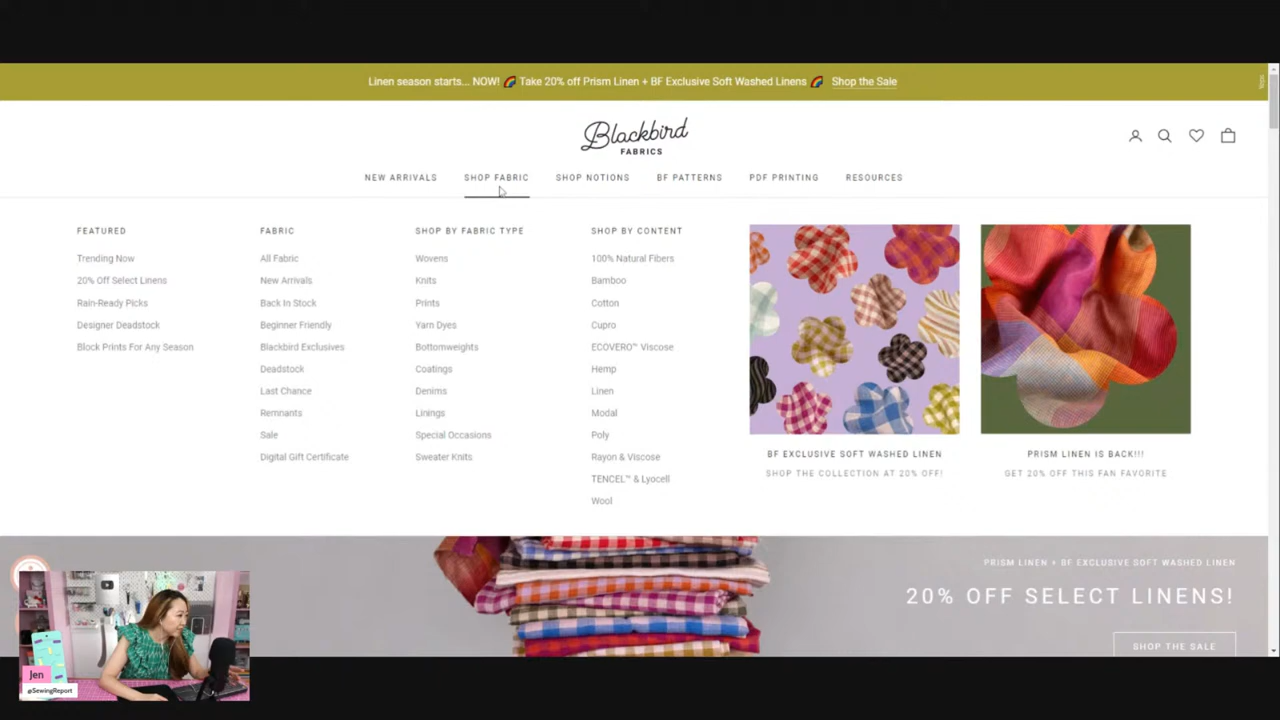 Linen season starts... NOW! 🌈 Take 20% off Prism Linen + BF Exclusive Soft Washed Linens 🌈 Shop the Sale
Blackbird
FABRICS
NEW ARRIVALS SHOP FABRIC SHOP NOTIONS BF PATTERNS PDF PRINTING RESOURCES
FEATURED
Trending Now
20% Off Select Linens
Rain-Ready Picks
Designer Deadstock
Block Prints For Any Season
FABRIC
All Fabric
New Arrivals
Back In Stock
Beginner Friendly
Blackbird Exclusives
Deadstock
Last Chance
Remnants
Sale
Digital Gift Certificate
SHOP BY FABRIC TYPE
Wovens
Knits
Prints
Yarn Dyes
Bottomweights
Coatings
Denims
Linings
Special Occasions
Sweater Knits
SHOP BY CONTENT
100% Natural Fibers
Bamboo
Cotton
Cupro
ECOVERO™ Viscose
Hemp
Linen
Modal
Poly
Rayon & Viscose
TENCEL™ & Lyocell
Wool
BF EXCLUSIVE SOFT WASHED LINEN
SHOP THE COLLECTION AT 20% OFF!
PRISM LINEN IS BACK!!!
GET 20% OFF THIS FAN FAVORITE
PRISM LINEN + BF EXCLUSIVE SOFT WASHED LINEN
20% OFF SELECT LINENS!
SHOP THE SALE
Jen
@SewingReport